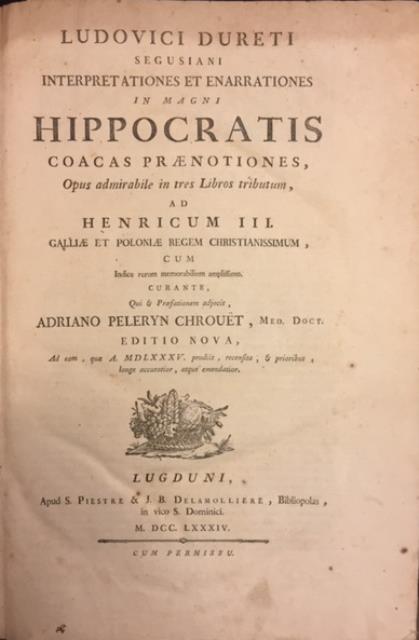 LUDOVICI DURETI
SEGUSIANI
INTERPRETATIONES ET ENARRATIONES
IN MAGNI
HIPPOCRATIS
COACAS PRÆNOTIONES,
Opus admirabile in tres Libros tributum,
AD
HENRICUM III.
GALLIÆ ET POLONIÆ REGEM CHRISTIANISSIMUM,
CUM
Indice rerum memorabilium amplissimo.
CURANTE,
Qui & Præfationem adjecit,
ADRIANO PELERYN CHROUËT, MED. DOCT.
EDITIO NOVA,
Ad eam, quæ A. MDLXXXV. prodiit, recensita, & prioribus,
longe accuratior, atque emendatior.
LUGDUNI,
Apud S. PIESTRE & J. B. DELAMOLLIERE, Bibliopolas,
in vico S. Dominici.
M. DCC. LXXXIV.
CUM PERMISSU.